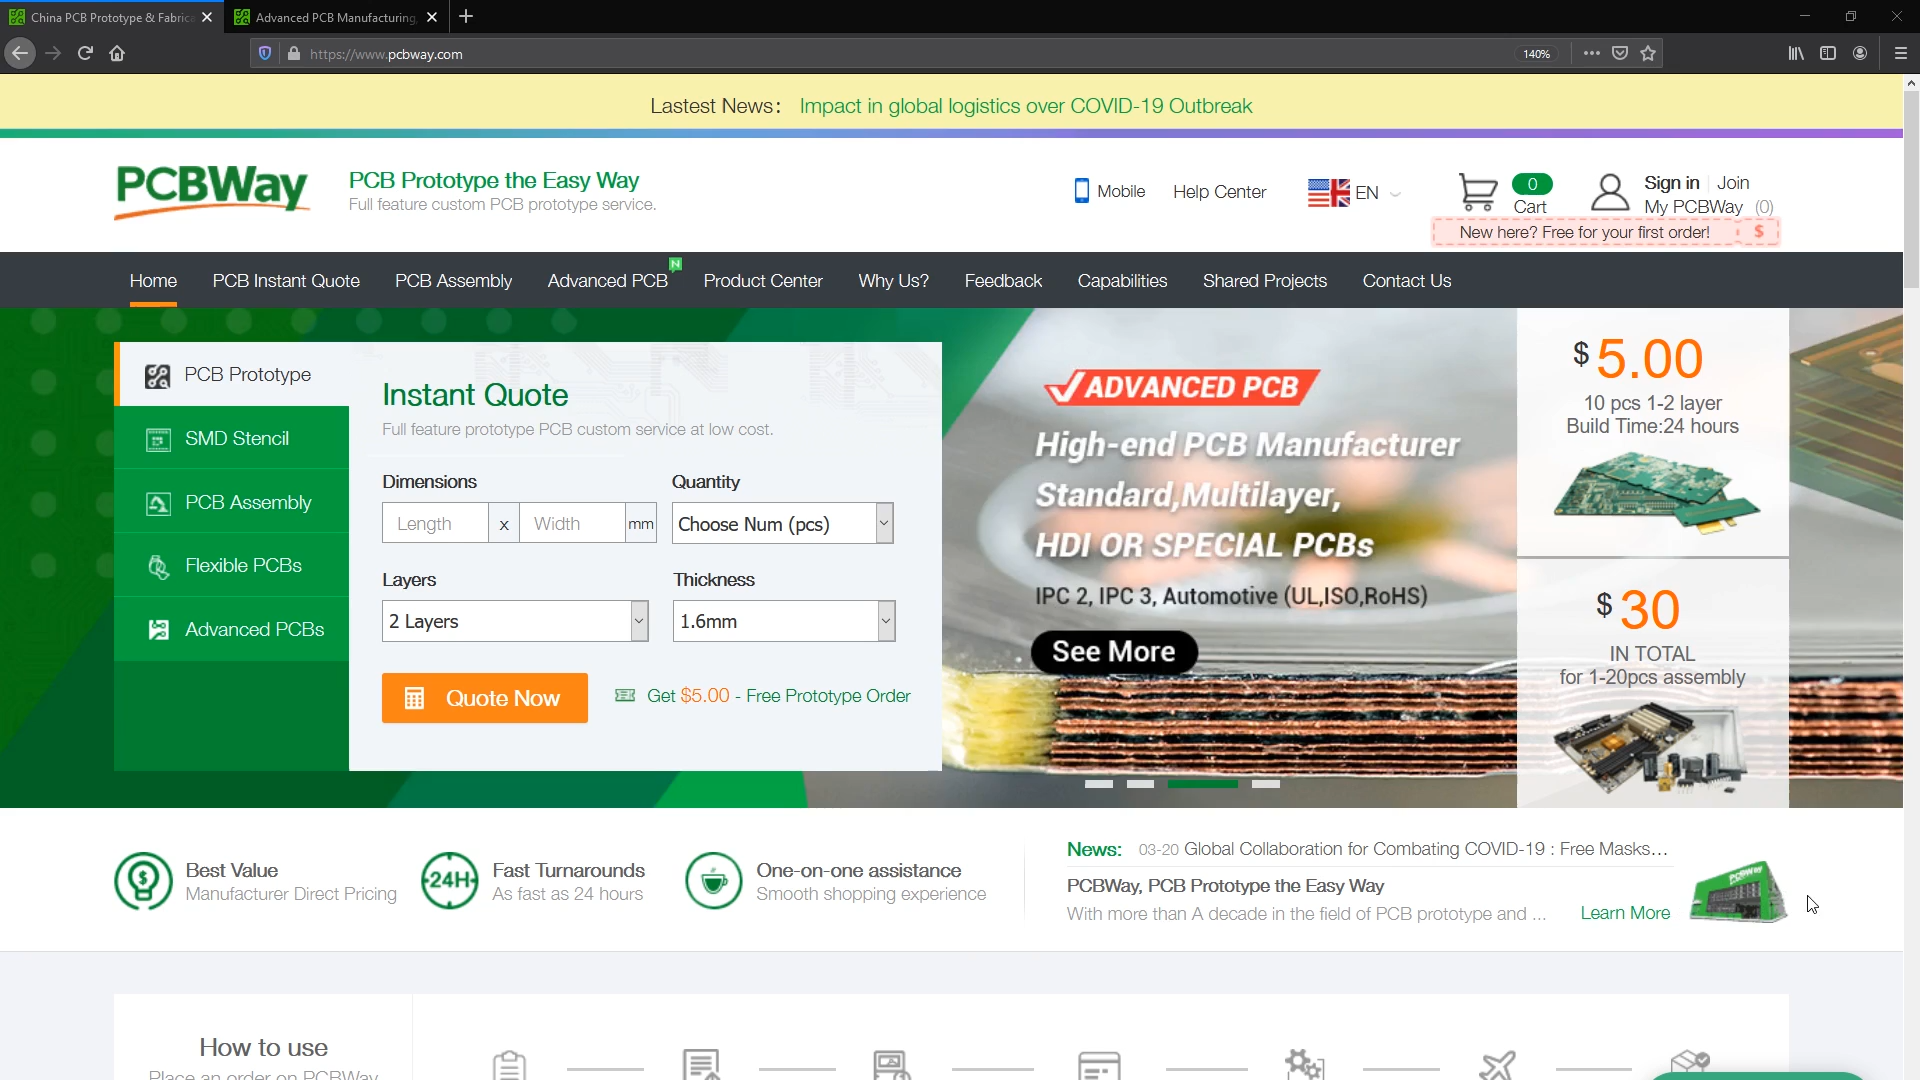 China PCB Prototype & Fabrica
Advanced PCB Manufacturing,
https://www.pcbway.com
140%
Lastest News: Impact in global logistics over COVID-19 Outbreak
PCBWay
PCB Prototype the Easy Way
Full feature custom PCB prototype service.
Mobile
Help Center
EN
0
Cart
Sign in
Join
My PCBWay (0)
New here? Free for your first order! $
Home
PCB Instant Quote
PCB Assembly
Advanced PCB
N
Product Center
Why Us?
Feedback
Capabilities
Shared Projects
Contact Us
PCB Prototype
SMD Stencil
PCB Assembly
Flexible PCBs
Advanced PCBs
Instant Quote
Full feature prototype PCB custom service at low cost.
Dimensions
Quantity
Length x Width mm
Choose Num (pcs)
Layers
Thickness
2 Layers
1.6mm
Quote Now
Get $5.00 - Free Prototype Order
ADVANCED PCB
High-end PCB Manufacturer
Standard,Multilayer,
HDI OR SPECIAL PCBs
IPC 2, IPC 3, Automotive (UL,ISO,RoHS)
See More
$ 5.00
10 pcs 1-2 layer
Build Time:24 hours
$ 30
IN TOTAL
for 1-20pcs assembly
Best Value
Manufacturer Direct Pricing
24H
Fast Turnarounds
As fast as 24 hours
One-on-one assistance
Smooth shopping experience
News: 03-20 Global Collaboration for Combating COVID-19 : Free Masks...
PCBWay, PCB Prototype the Easy Way
With more than A decade in the field of PCB prototype and ... Learn More
PCBWay
How to use
Place an order on PCBWay